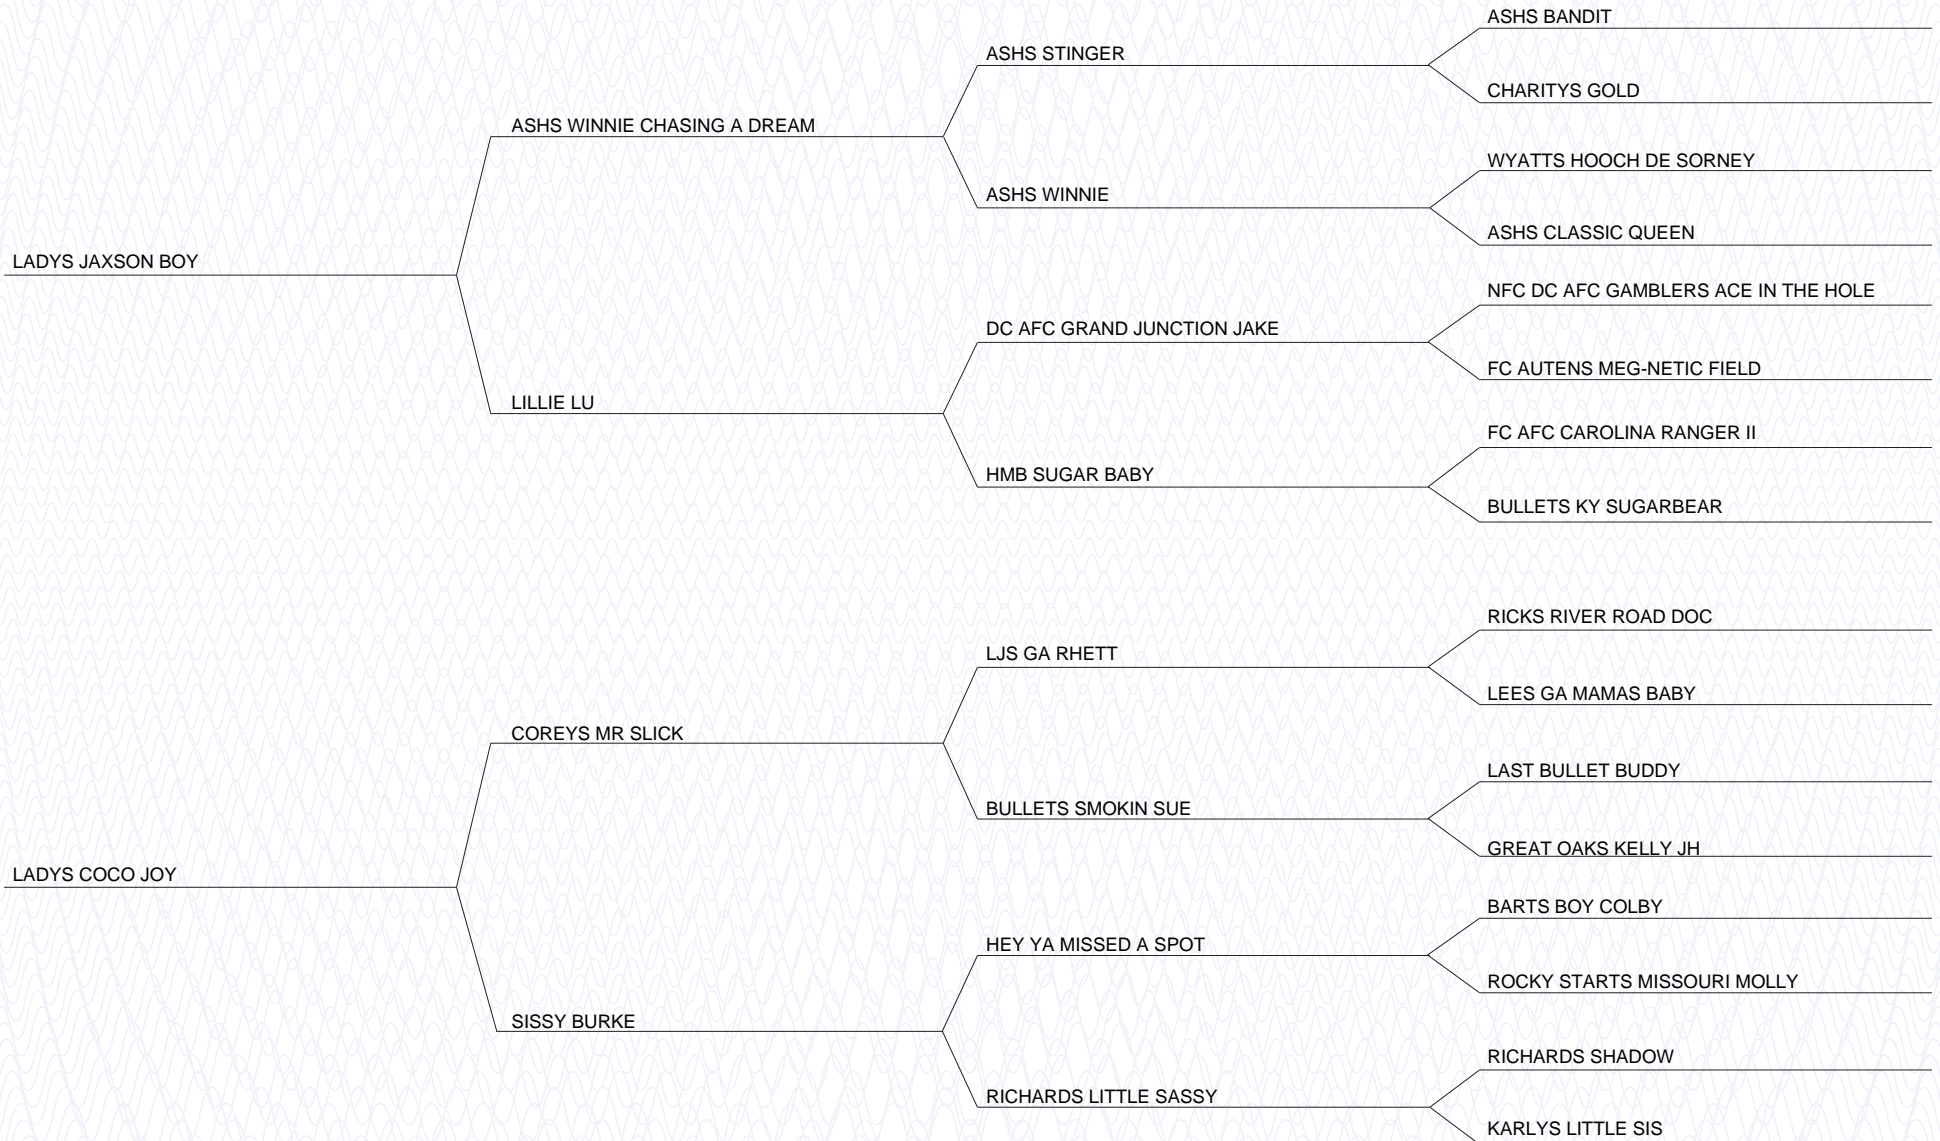 ASHS BANDIT
ASHS STINGER
CHARITYS GOLD
ASHS WINNIE CHASING A DREAM
WYATTS HOOCH DE SORNEY
ASHS WINNIE
ASHS CLASSIC QUEEN
LADYS JAXSON BOY
NFC DC AFC GAMBLERS ACE IN THE HOLE
DC AFC GRAND JUNCTION JAKE
FC AUTENS MEG-NETIC FIELD
LILLIE LU
FC AFC CAROLINA RANGER II
HMB SUGAR BABY
BULLETS KY SUGARBEAR
RICKS RIVER ROAD DOC
LJS GA RHETT
LEES GA MAMAS BABY
COREYS MR SLICK
LAST BULLET BUDDY
BULLETS SMOKIN SUE
GREAT OAKS KELLY JH
LADYS COCO JOY
BARTS BOY COLBY
HEY YA MISSED A SPOT
ROCKY STARTS MISSOURI MOLLY
SISSY BURKE
RICHARDS SHADOW
RICHARDS LITTLE SASSY
KARLYS LITTLE SIS